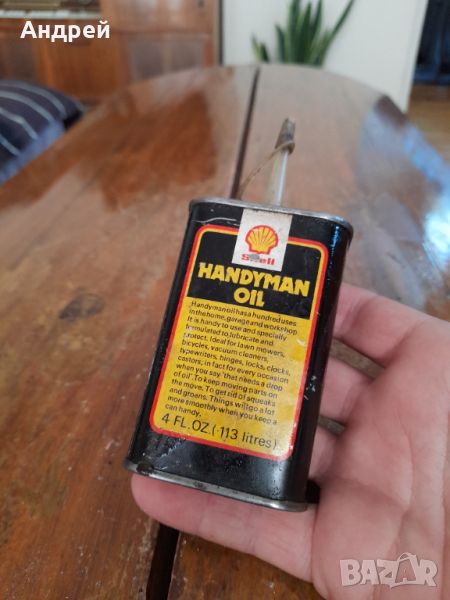 Андрей
Shell
HANDYMAN
OIL
Handyman oil has a hundred uses
in the home, garage and workshop.
It is handy to use and specially
formulated to lubricate and
protect. Ideal for lawn mowers,
bicycles, vacuum cleaners,
typewriters, hinges, locks, clocks,
castors, in fact for every occasion
when you say "that needs a drop
of oil". To keep moving parts on
the move. To get rid of squeaks
and groans. Things will go a lot
more smoothly when you keep a
can handy.
4 FL.OZ. (·113 litres)
BAZAR